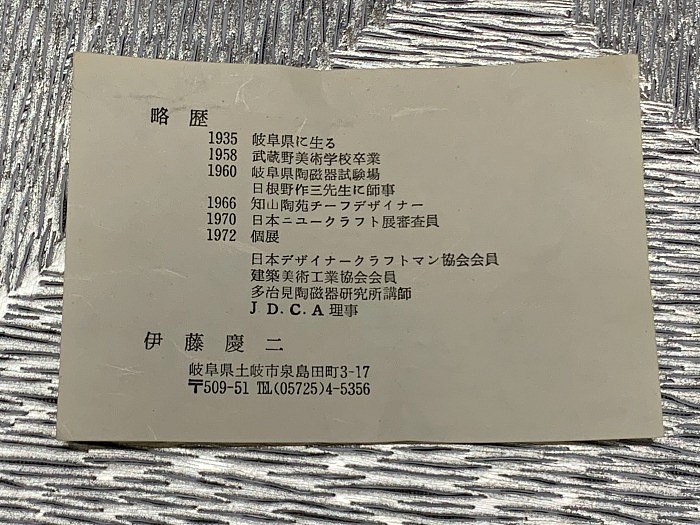 略歴
1935 岐阜県に生る
1958 武蔵野美術学校卒業
1960 岐阜県陶磁器試験場
日根野作三先生に師事
1966 知山陶苑チーフデザイナー
1970 日本ニユークラフト展審査員
1972 個展
日本デザイナークラフトマン協会会員
建築美術工業協会会員
多治見陶磁器研究所講師
J D.C.A 理事
伊藤慶二
岐阜県土岐市泉島田町3-17
〒509-51 TEL(05725)4-5356